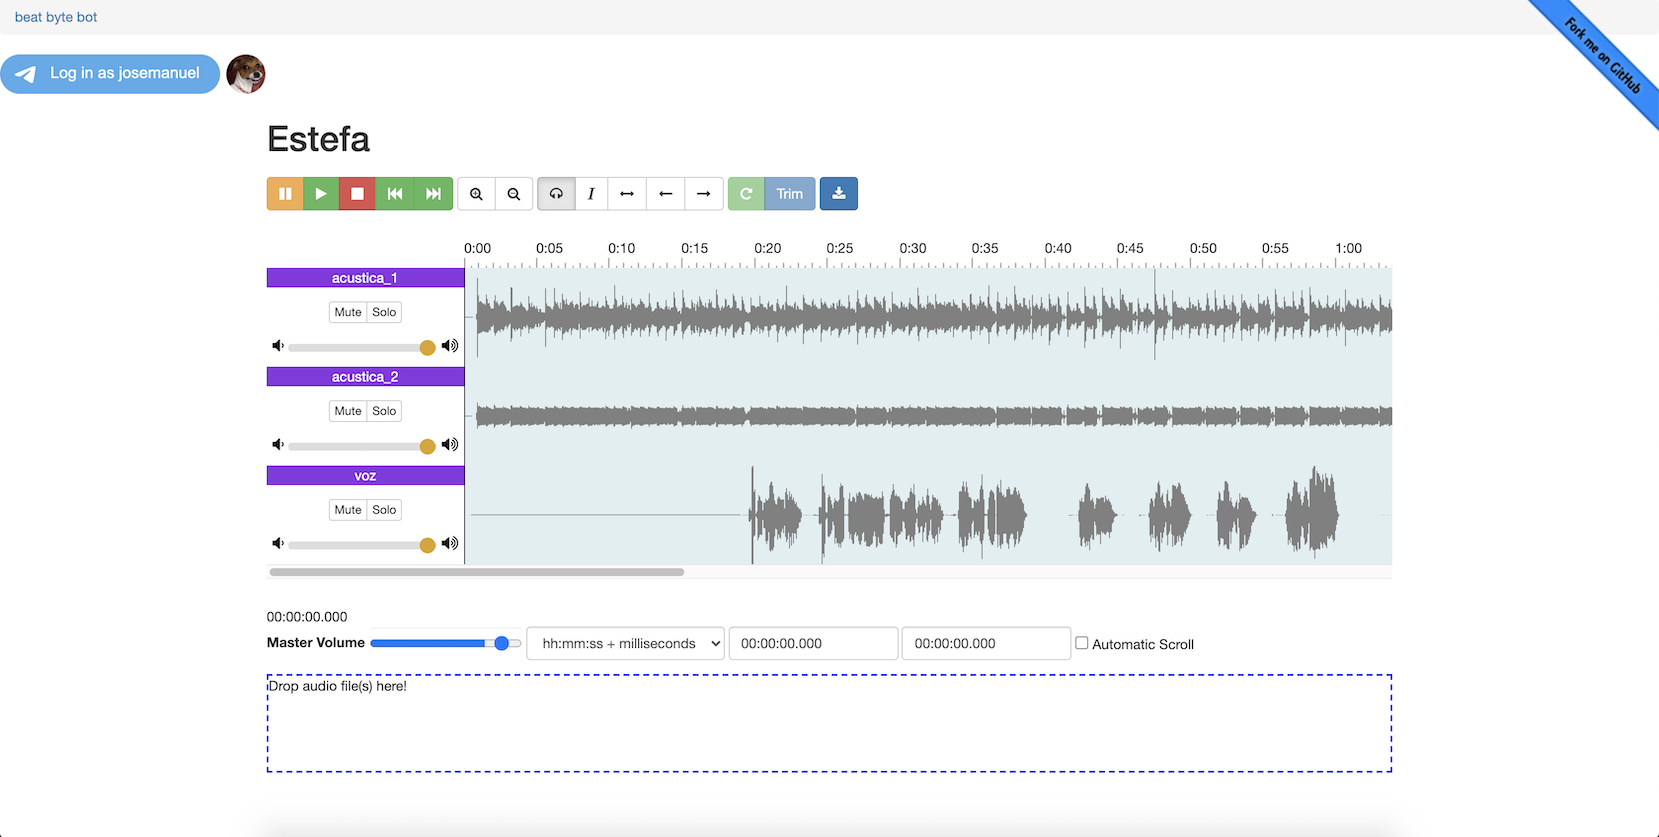 beat byte bot
Fork me on GitHub
Log in as josemanuel
Estefa
I Trim
0:00 0:05 0:10 0:15 0:20 0:25 0:30 0:35 0:40 0:45 0:50 0:55 1:00
acustica_1
Mute Solo
acustica_2
Mute Solo
voz
Mute Solo
00:00:00.000
Master Volume hh:mm:ss + milliseconds 00:00:00.000 00:00:00.000 Automatic Scroll
Drop audio file(s) here!